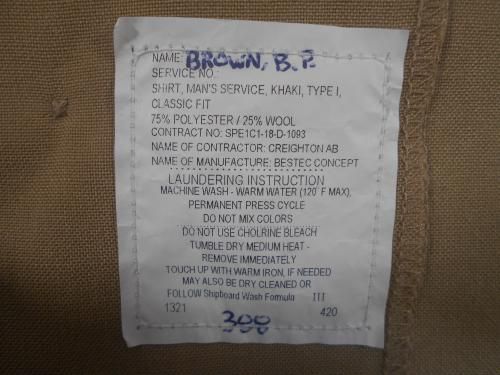 NAME: BROWN, B.P.
SERVICE NO.:
SHIRT, MAN'S SERVICE, KHAKI, TYPE I,
CLASSIC FIT
75% POLYESTER / 25% WOOL
CONTRACT NO: SPE1C1-18-D-1093
NAME OF CONTRACTOR: CREIGHTON AB
NAME OF MANUFACTURE: BESTEC CONCEPT
LAUNDERING INSTRUCTION
MACHINE WASH - WARM WATER (120° F MAX),
PERMANENT PRESS CYCLE
DO NOT MIX COLORS
DO NOT USE CHOLRINE BLEACH
TUMBLE DRY MEDIUM HEAT -
REMOVE IMMEDIATELY
TOUCH UP WITH WARM IRON, IF NEEDED
MAY ALSO BE DRY CLEANED OR
FOLLOW Shipboard Wash Formula III
1321 420